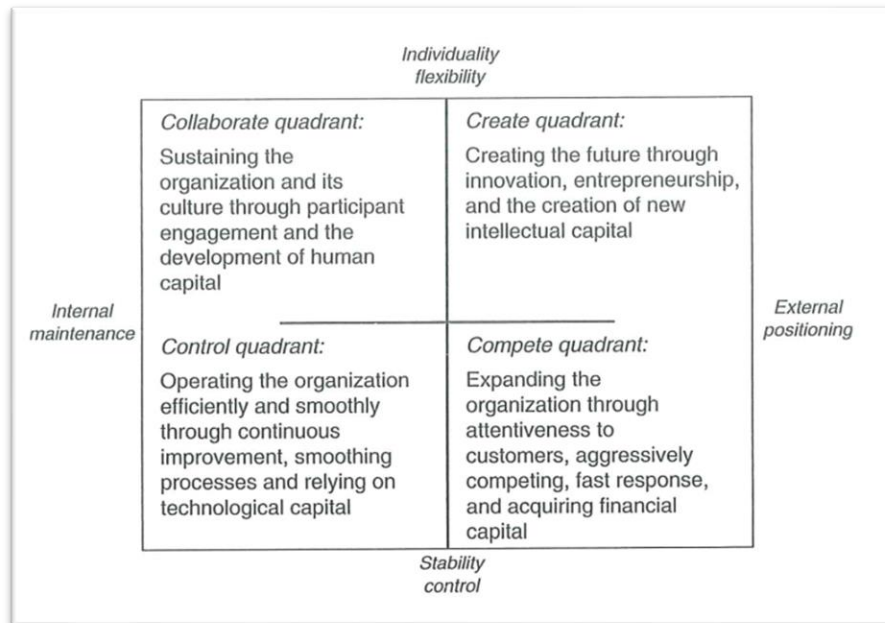 Individuality
flexibility
Collaborate quadrant:
Sustaining the
organization and its
culture through participant
engagement and the
development of human
capital
Create quadrant:
Creating the future through
innovation, entrepreneurship,
and the creation of new
intellectual capital
Internal
maintenance
External
positioning
Control quadrant:
Operating the organization
efficiently and smoothly
through continuous
improvement, smoothing
processes and relying on
technological capital
Compete quadrant:
Expanding the
organization through
attentiveness to
customers, aggressively
competing, fast response,
and acquiring financial
capital
Stability
control